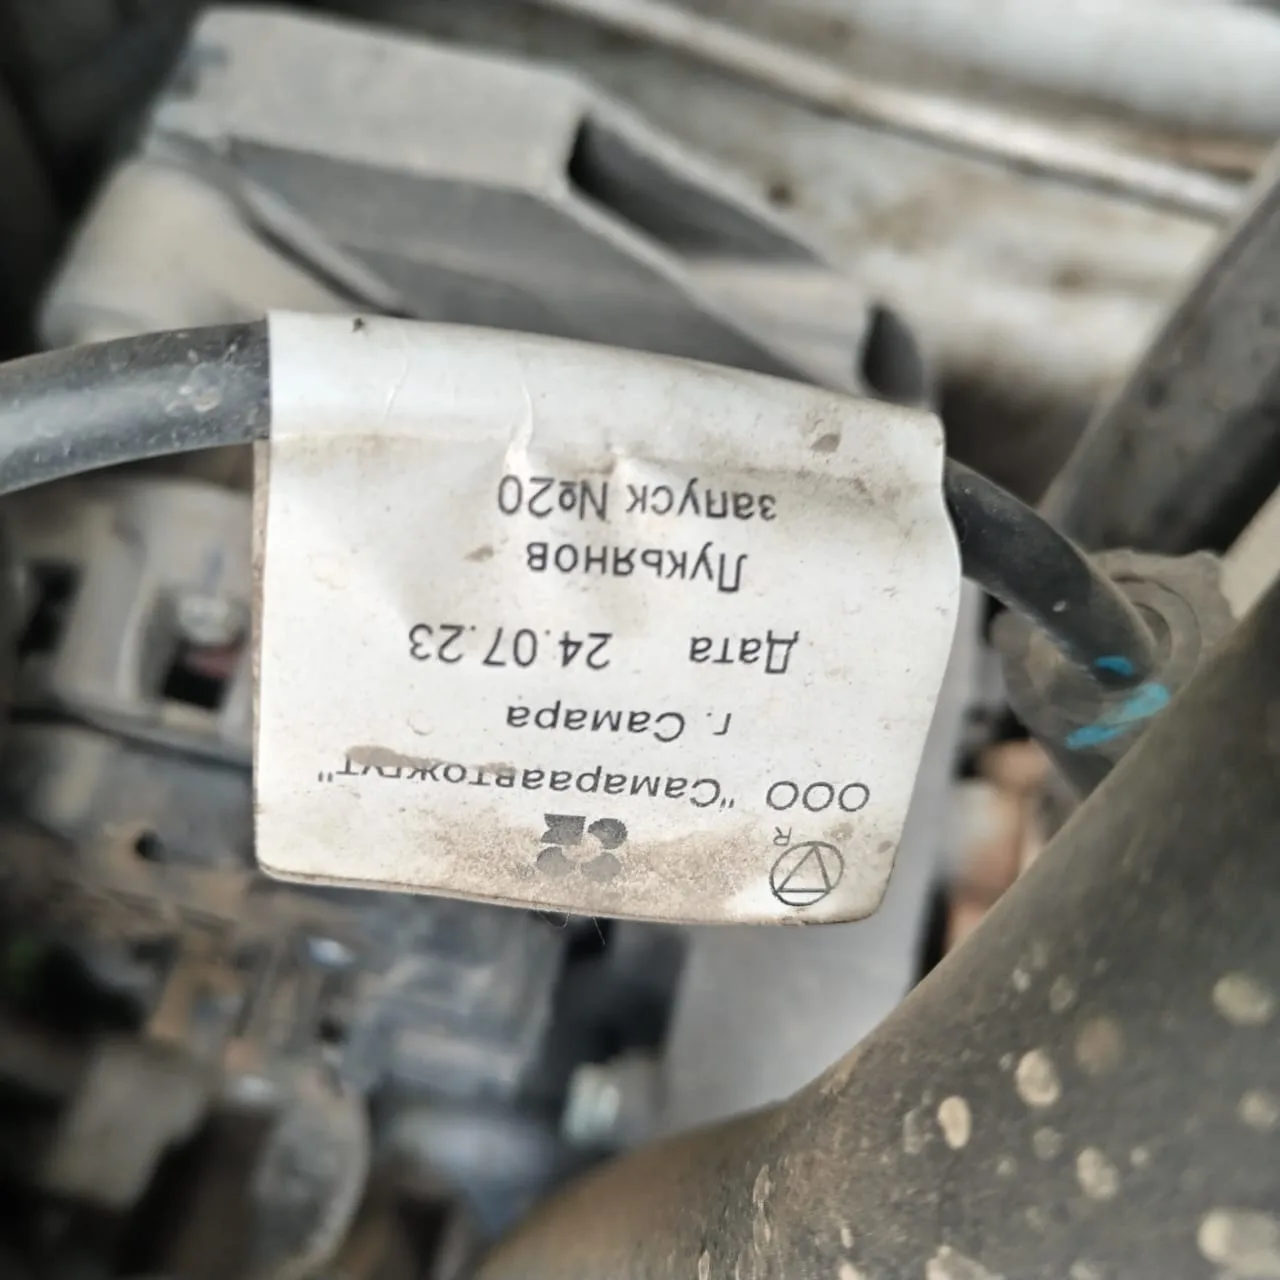 R
ООО "Самараавтожгут"
г. Самара
Дата 24.07.23
Лукьянов
запуск №20